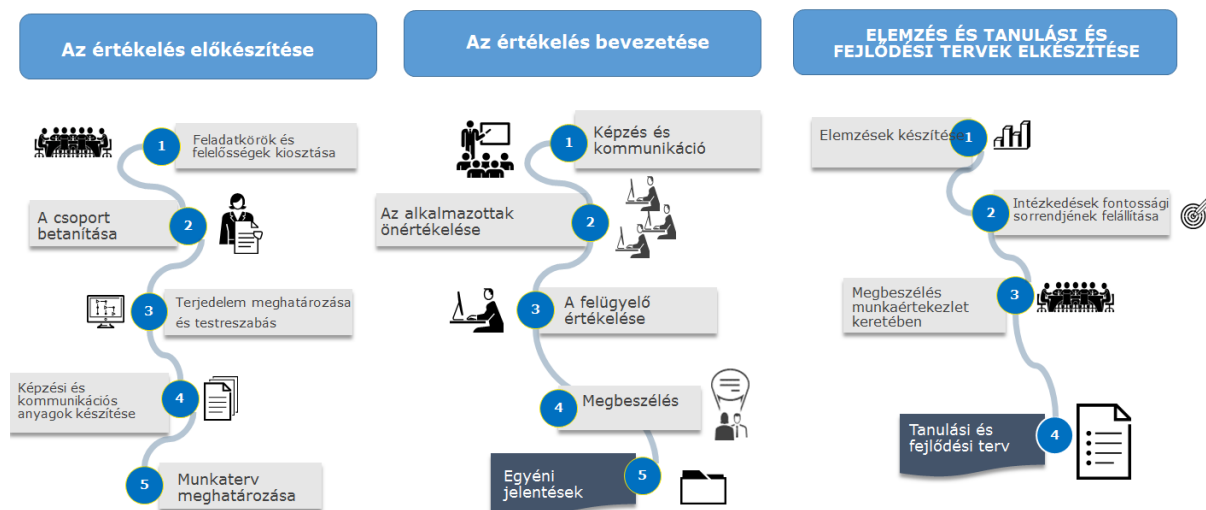 Az értékelés előkészítése
1
Feladatkörök és
felelősségek kiosztása
A csoport
betanítása
2
3
Terjedelem meghatározása
és testreszabás
Képzési és
kommunikációs
anyagok készítése
4
5
Munkaterv
meghatározása
Az értékelés bevezetése
1
Képzés és
kommunikáció
Az alkalmazottak
önértékelése
2
3
A felügyelő
értékelése
4
Megbeszélés
Egyéni
jelentések
5
ELEMZÉS ÉS TANULÁSI ÉS
FEJLŐDÉSI TERVEK ELKÉSZÍTÉSE
Elemzések készítése
1
2
Intézkedések fontossági
sorrendjének felállítása
Megbeszélés
munkaértekezlet
keretében
3
Tanulási és
fejlődési terv
4